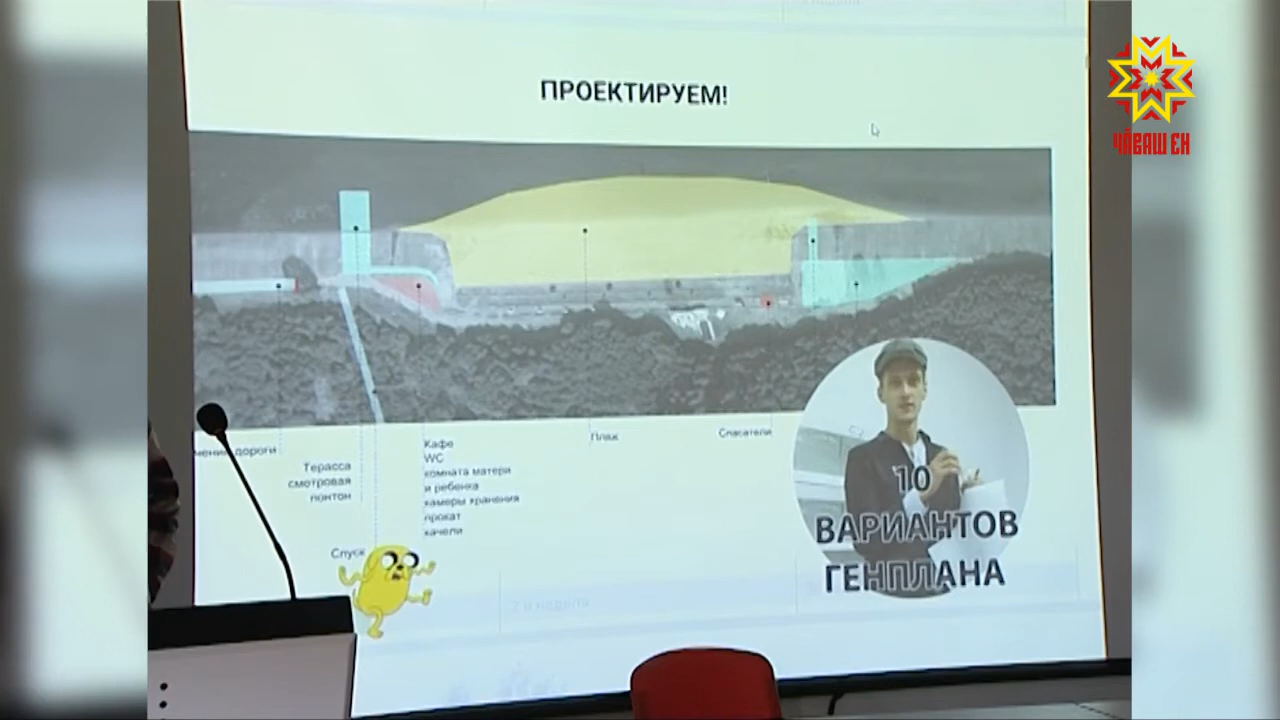 ПРОЕКТИРУЕМ!
ЧӐВАШ ЕН
дороги
Терасса
смотровая
понтон
Спуск
Кафе
WC
комната матери
и ребенка
камеры хранения
прокат
качели
Пляж
Спасатели
10
ВАРИАНТОВ
ГЕНПЛАНА